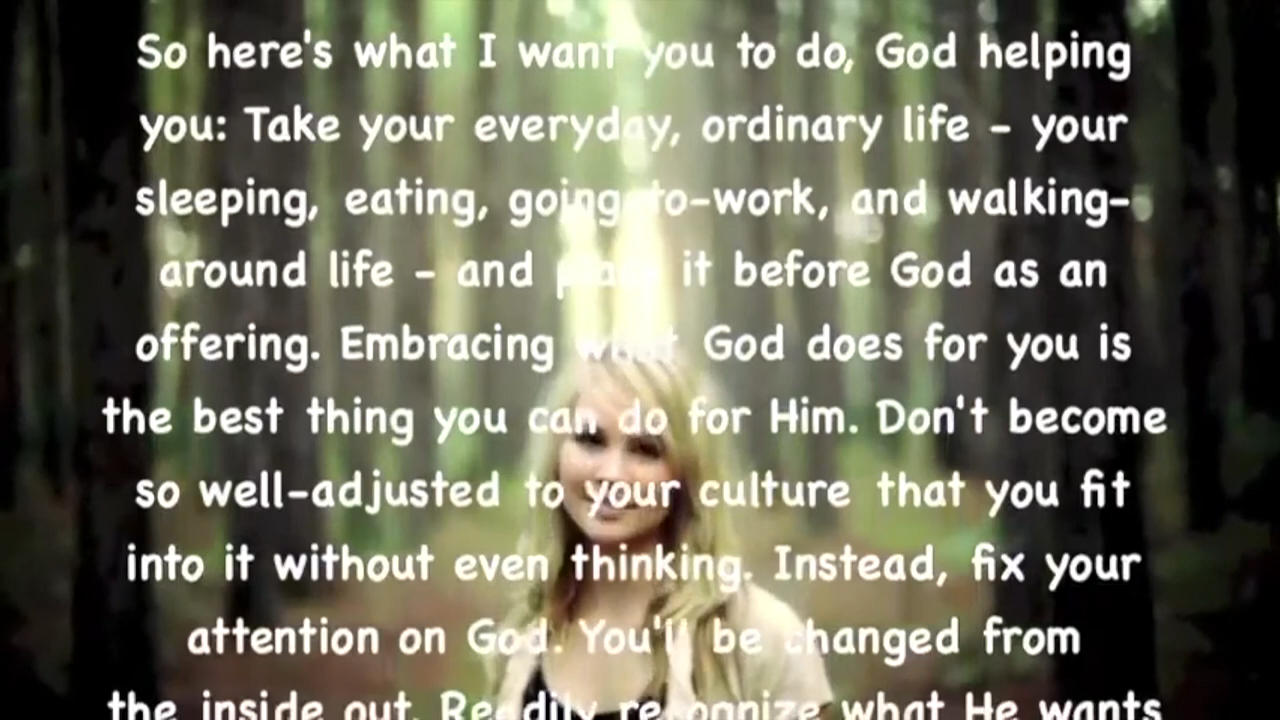 So here's what I want you to do, God helping
you: Take your everyday, ordinary life - your
sleeping, eating, going-to-work, and walking-
around life - and place it before God as an
offering. Embracing what God does for you is
the best thing you can do for Him. Don't become
so well-adjusted to your culture that you fit
into it without even thinking. Instead, fix your
attention on God. You'll be changed from
the inside out. Readily recognize what He wants